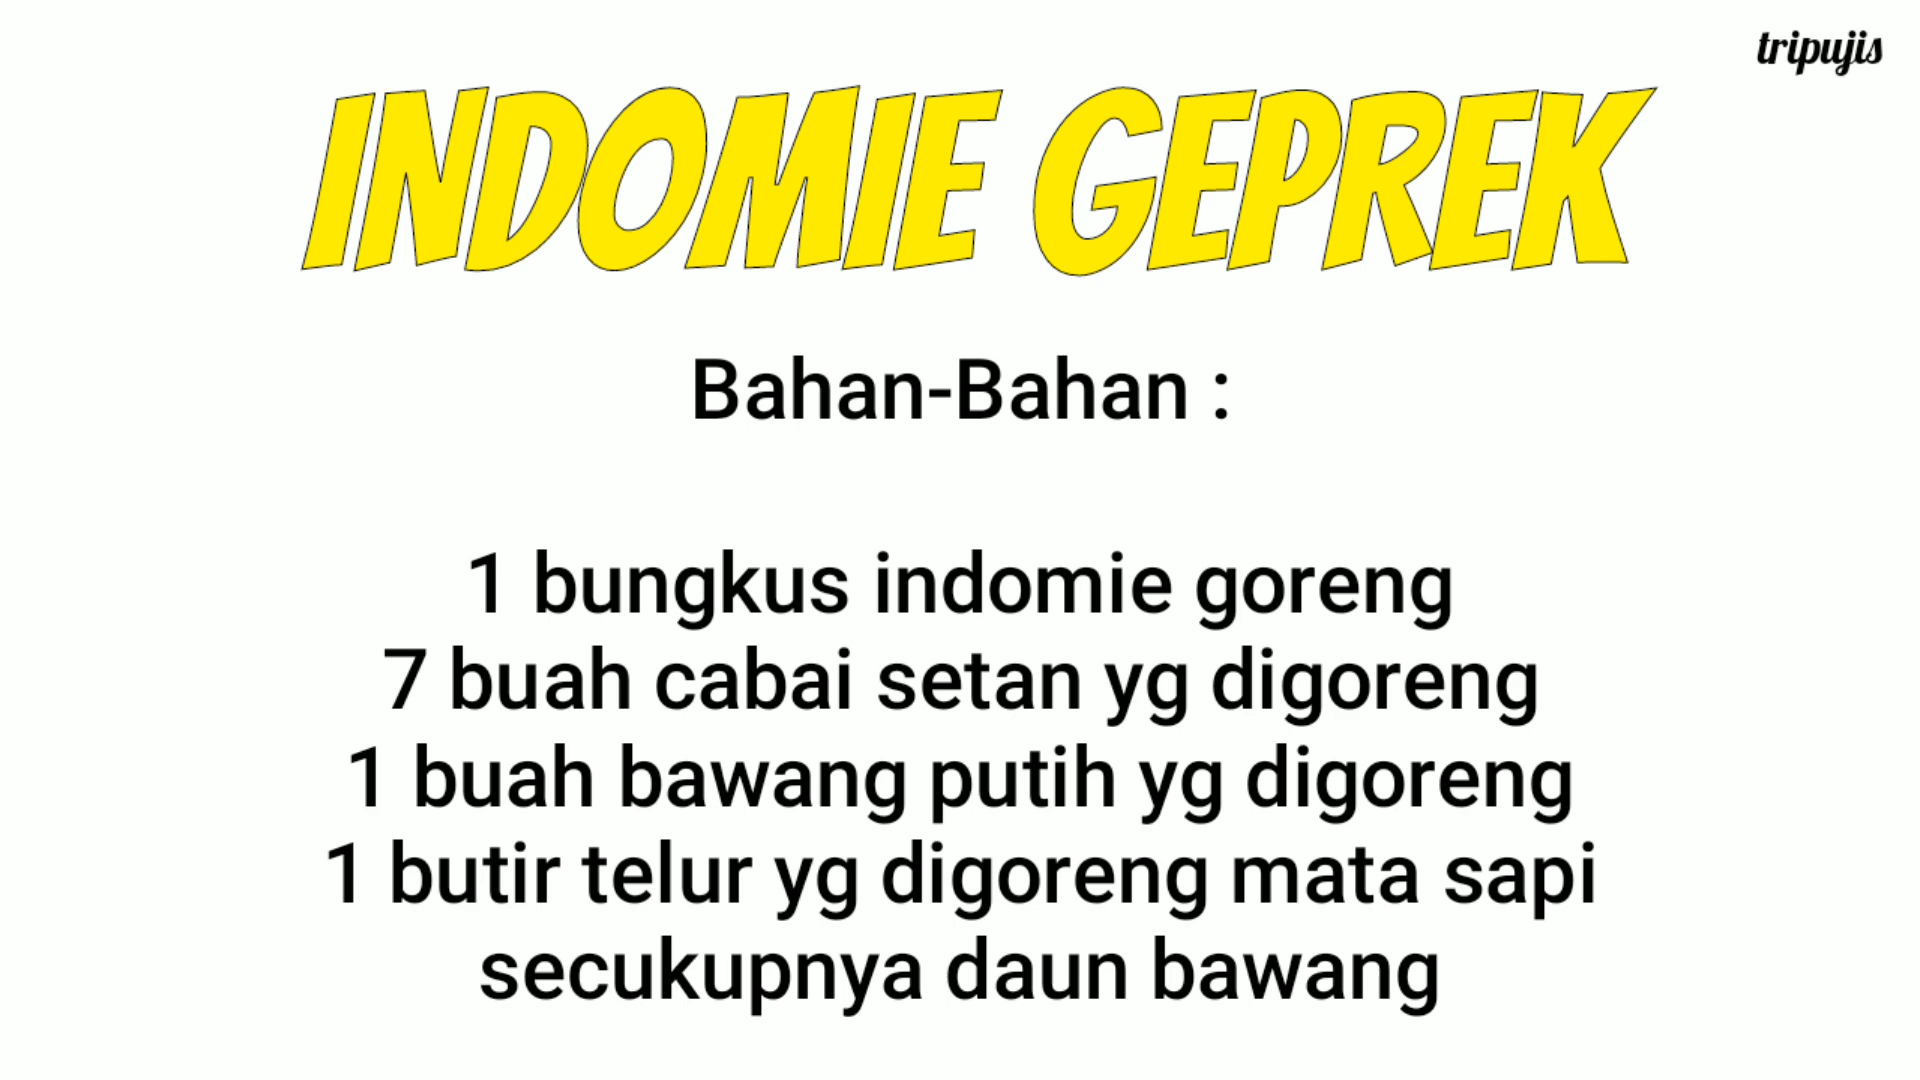 tripujis
INDOMIE GEPREK
Bahan-Bahan :
1 bungkus indomie goreng
7 buah cabai setan yg digoreng
1 buah bawang putih yg digoreng
1 butir telur yg digoreng mata sapi
secukupnya daun bawang